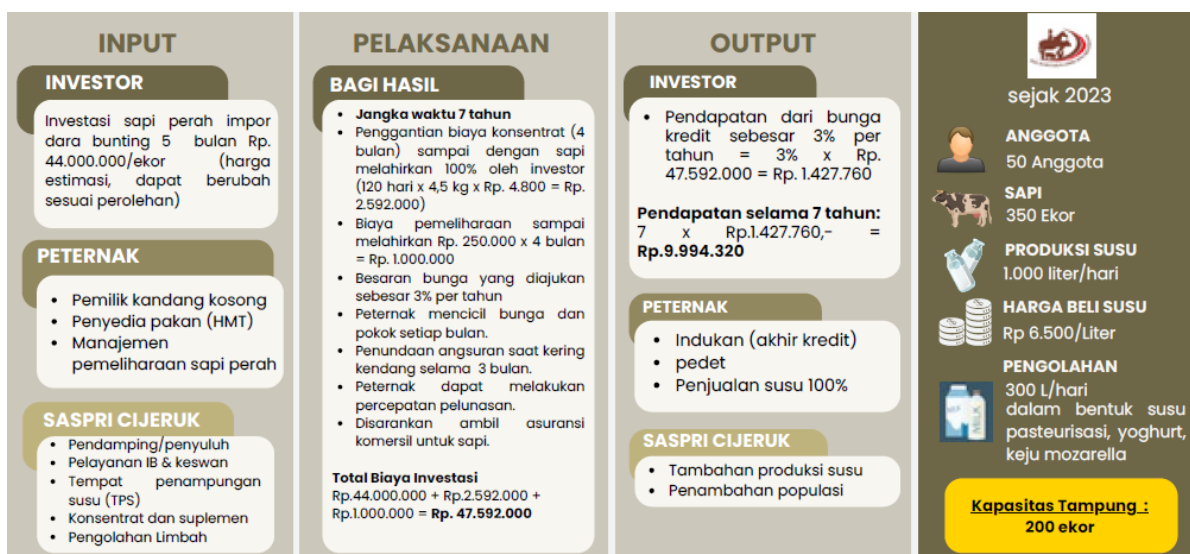 INPUT
INVESTOR
Investasi sapi perah impor
dara bunting 5 bulan Rp.
44.000.000/ekor (harga
estimasi, dapat berubah
sesuai perolehan)
PETERNAK
• Pemilik kandang kosong
• Penyedia pakan (HMT)
• Manajemen
pemeliharaan sapi perah
SASPRI CIJERUK
• Pendamping/penyuluh
• Pelayanan IB & keswan
• Tempat penampungan
susu (TPS)
• Konsentrat dan suplemen
• Pengolahan Limbah
PELAKSANAAN
BAGI HASIL
• Jangka waktu 7 tahun
• Penggantian biaya konsentrat (4
bulan) sampai dengan sapi
melahirkan 100% oleh investor
(120 hari x 4,5 kg x Rp. 4.800 = Rp.
2.592.000)
• Biaya pemeliharaan sampai
melahirkan Rp. 250.000 x 4 bulan
= Rp. 1.000.000
• Besaran bunga yang diajukan
sebesar 3% per tahun
• Peternak mencicil bunga dan
pokok setiap bulan.
• Penundaan angsuran saat kering
kendang selama 3 bulan.
• Peternak dapat melakukan
percepatan pelunasan.
• Disarankan ambil asuransi
komersil untuk sapi.
Total Biaya Investasi
Rp.44.000.000 + Rp.2.592.000 +
Rp.1.000.000 = Rp. 47.592.000
OUTPUT
INVESTOR
• Pendapatan dari bunga
kredit sebesar 3% per
tahun = 3% x Rp.
47.592.000 = Rp. 1.427.760
Pendapatan selama 7 tahun:
7 x Rp.1.427.760,- =
Rp.9.994.320
PETERNAK
• Indukan (akhir kredit)
• pedet
• Penjualan susu 100%
SASPRI CIJERUK
• Tambahan produksi susu
• Penambahan populasi
sejak 2023
ANGGOTA
50 Anggota
SAPI
350 Ekor
PRODUKSI SUSU
1.000 liter/hari
HARGA BELI SUSU
Rp 6.500/Liter
PENGOLAHAN
300 L/hari
dalam bentuk susu
pasteurisasi, yoghurt,
keju mozarella
Kapasitas Tampung :
200 ekor